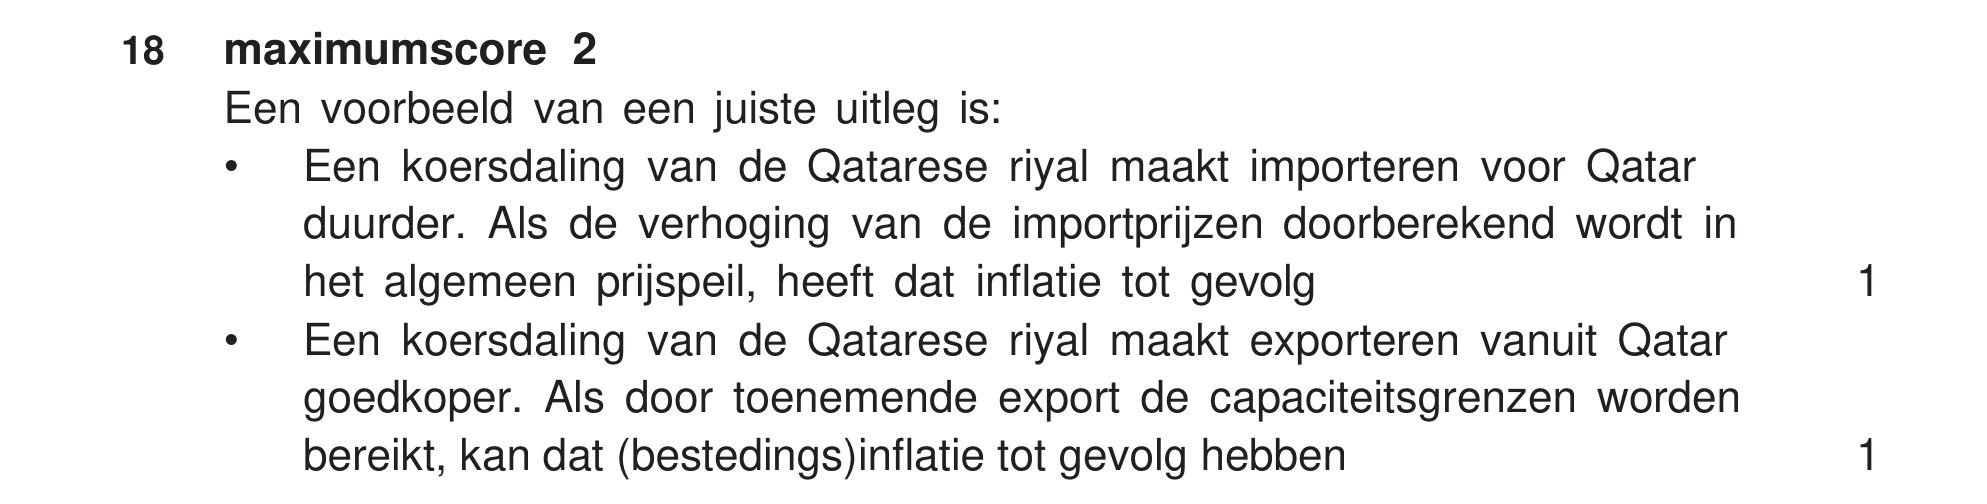 18 maximumscore 2
Een voorbeeld van een juiste uitleg is:
• Een koersdaling van de Qatarese riyal maakt importeren voor Qatar
duurder. Als de verhoging van de importprijzen doorberekend wordt in
het algemeen prijspeil, heeft dat inflatie tot gevolg 1
• Een koersdaling van de Qatarese riyal maakt exporteren vanuit Qatar
goedkoper. Als door toenemende export de capaciteitsgrenzen worden
bereikt, kan dat (bestedings)inflatie tot gevolg hebben 1